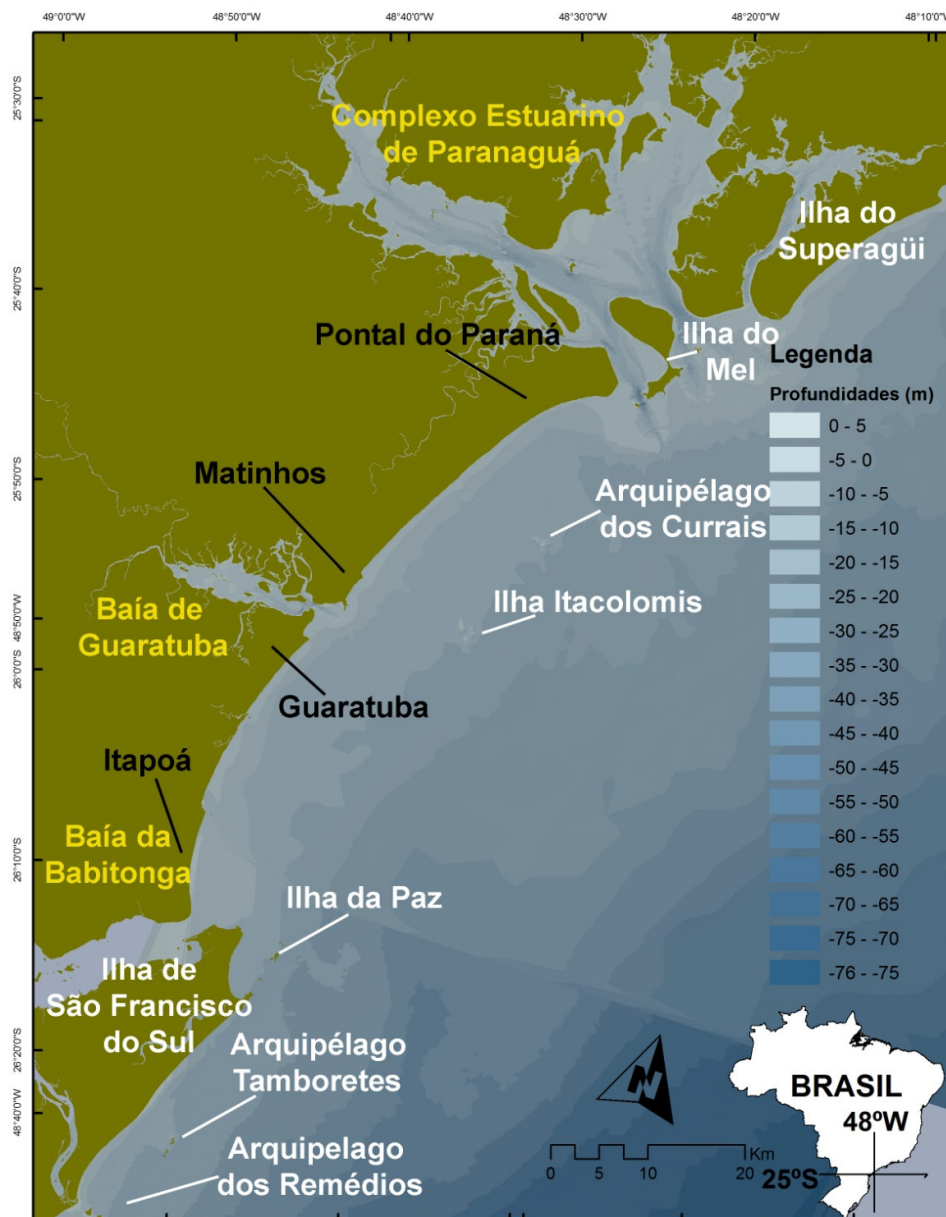 49°0'0"W
48°50'0"W
48°40'0"W
48°30'0"W
48°20'0"W
48°10'0"W
25°30'0"S
Complexo Estuarino
de Paranaguá
Ilha do
Superagüi
25°40'0"S
Pontal do Paraná
Ilha do
Mel
Legenda
Profundidades (m)
0 - 5
-5 - 0
-10 - -5
-15 - -10
-20 - -15
-25 - -20
-30 - -25
-35 - -30
-40 - -35
-45 - -40
-50 - -45
-55 - -50
-60 - -55
-65 - -60
-70 - -65
-75 - -70
-76 - -75
25°50'0"S
Matinhos
Arquipélago
dos Currais
Ilha Itacolomis
48°50'0"W
Baía de
Guaratuba
26°0'0"S
Guaratuba
Itapoá
Baía da
Babitonga
26°10'0"S
Ilha da Paz
Ilha de
São Francisco
do Sul
26°20'0"S
Arquipélago
Tamboretes
48°40'0"W
Arquipelago
dos Remédios
N
Km
0 5 10 20
BRASIL
48ºW
25ºS